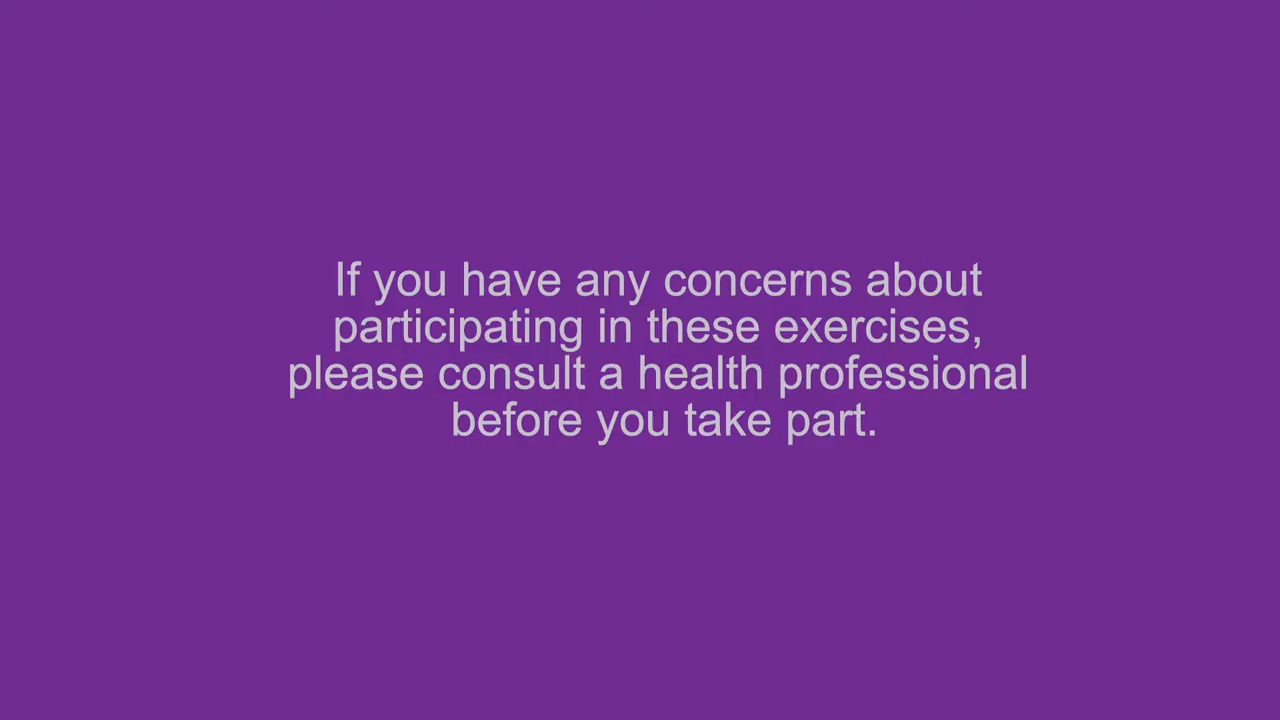 If you have any concerns about
participating in these exercises,
please consult a health professional
before you take part.